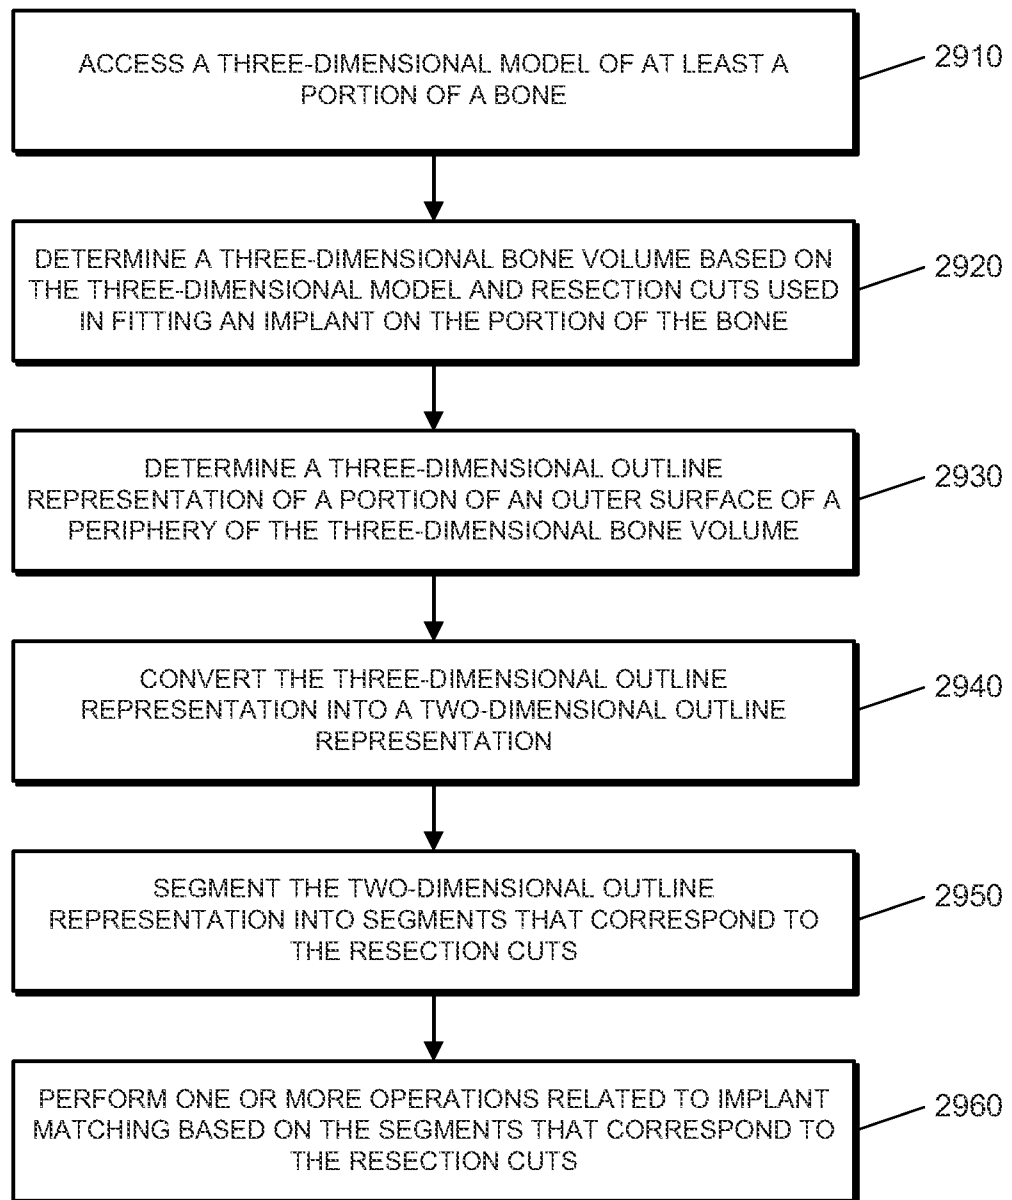 ACCESS A THREE-DIMENSIONAL MODEL OF AT LEAST A
PORTION OF A BONE
2910
DETERMINE A THREE-DIMENSIONAL BONE VOLUME BASED ON
THE THREE-DIMENSIONAL MODEL AND RESECTION CUTS USED
IN FITTING AN IMPLANT ON THE PORTION OF THE BONE
2920
DETERMINE A THREE-DIMENSIONAL OUTLINE
REPRESENTATION OF A PORTION OF AN OUTER SURFACE OF A
PERIPHERY OF THE THREE-DIMENSIONAL BONE VOLUME
2930
CONVERT THE THREE-DIMENSIONAL OUTLINE
REPRESENTATION INTO A TWO-DIMENSIONAL OUTLINE
REPRESENTATION
2940
SEGMENT THE TWO-DIMENSIONAL OUTLINE
REPRESENTATION INTO SEGMENTS THAT CORRESPOND TO
THE RESECTION CUTS
2950
PERFORM ONE OR MORE OPERATIONS RELATED TO IMPLANT
MATCHING BASED ON THE SEGMENTS THAT CORRESPOND TO
THE RESECTION CUTS
2960